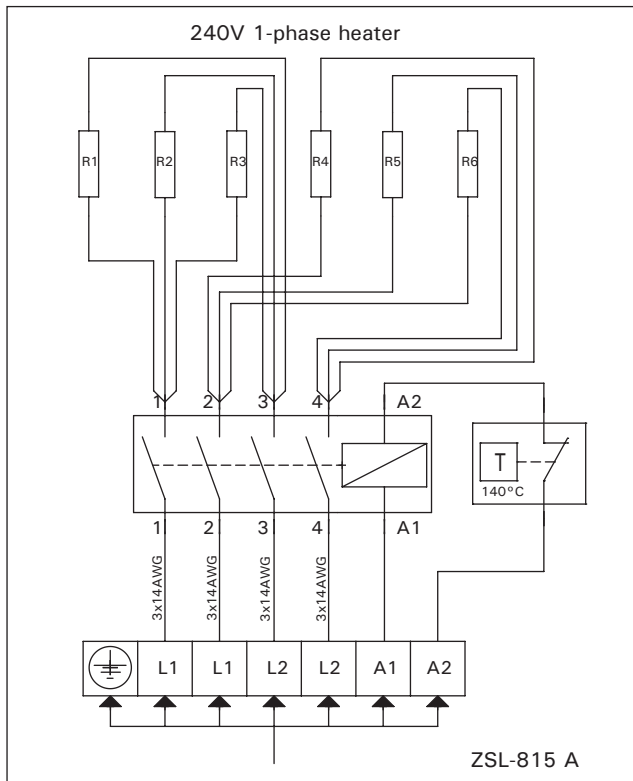 240V 1-phase heater
R1 R2 R3 R4 R5 R6
1 2 3 4 A2
T
140°C
1 2 3 4 A1
3x14AWG 3x14AWG 3x14AWG 3x14AWG
L1 L1 L2 L2 A1 A2
ZSL-815 A